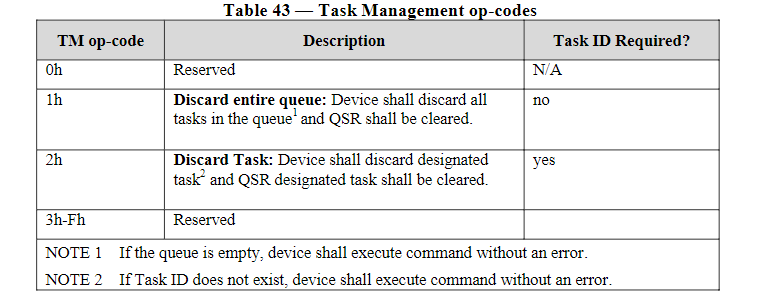 Table 43 — Task Management op-codes
TM op-code Description Task ID Required?
0h Reserved N/A
1h Discard entire queue: Device shall discard all no
tasks in the queue1 and QSR shall be cleared.
2h Discard Task: Device shall discard designated yes
task2 and QSR designated task shall be cleared.
3h-Fh Reserved
NOTE 1 If the queue is empty, device shall execute command without an error.
NOTE 2 If Task ID does not exist, device shall execute command without an error.